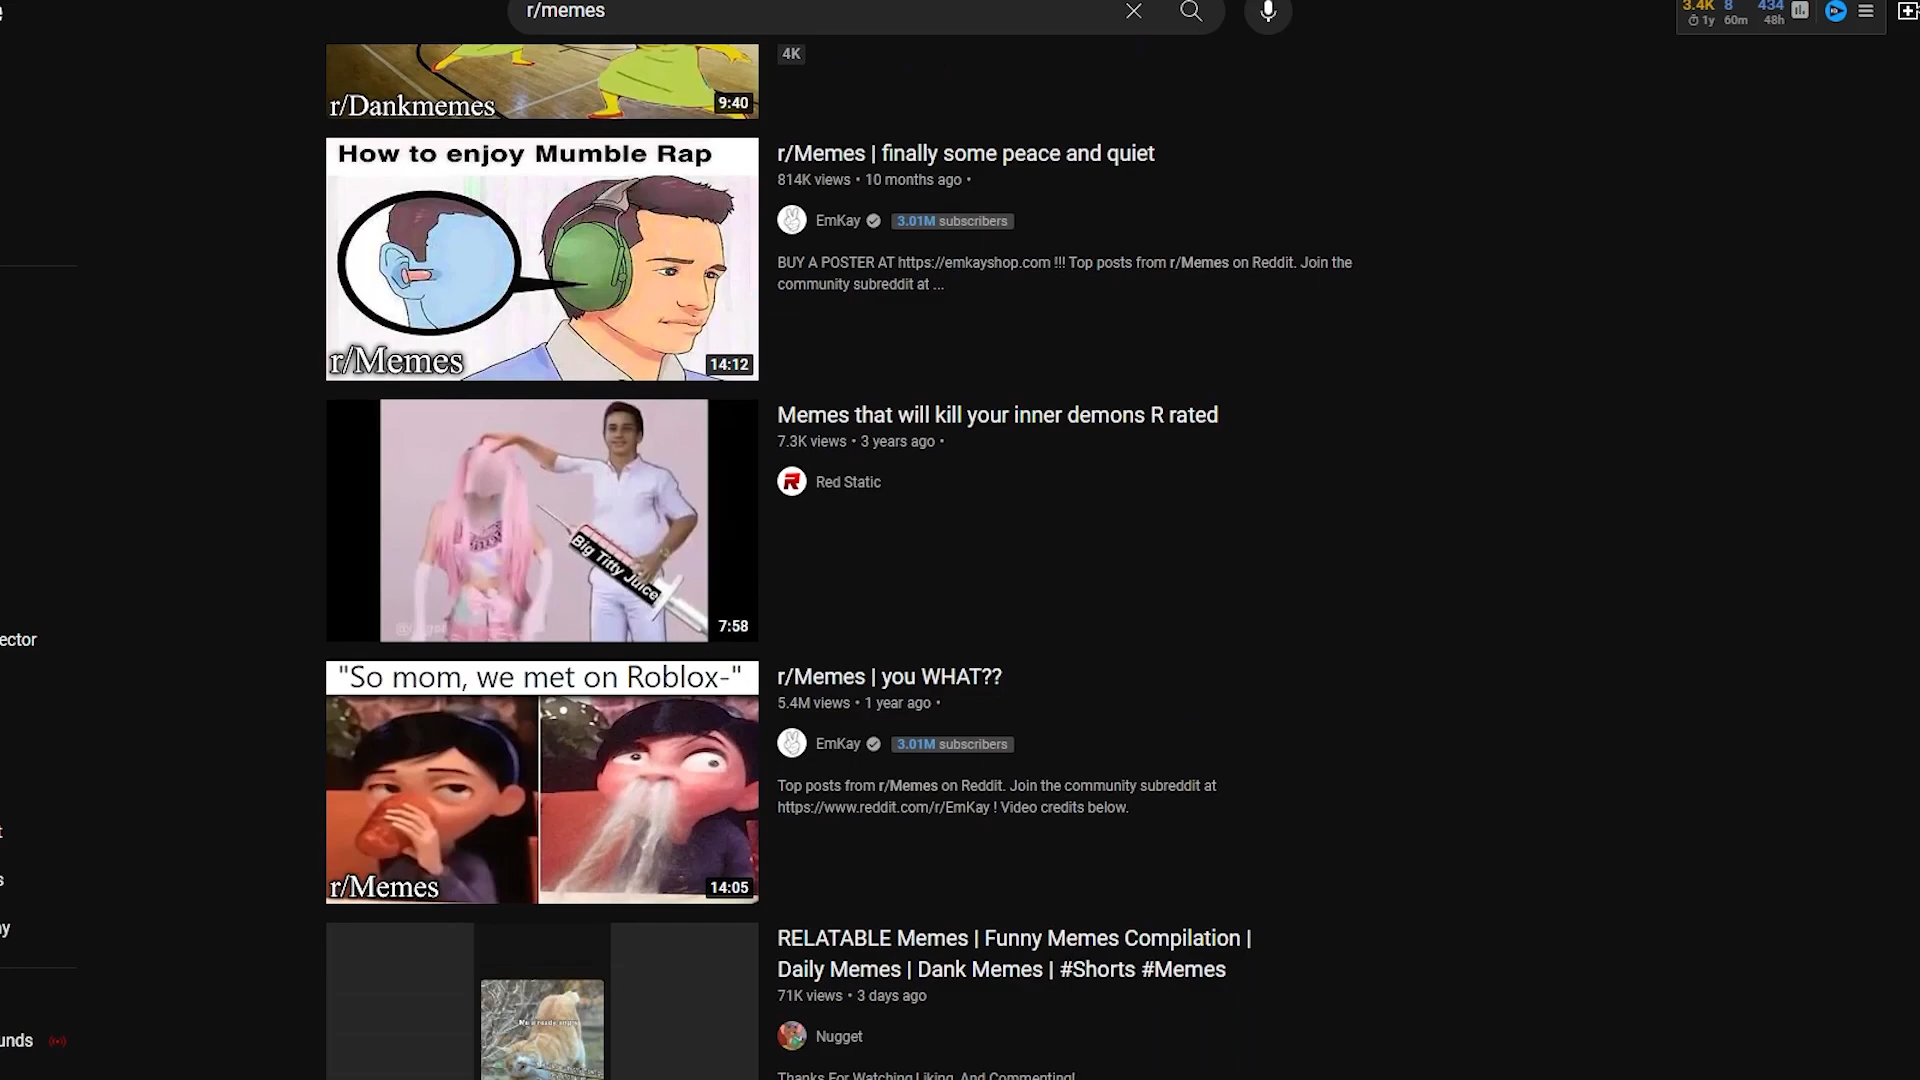 r/memes
3.4K 8 434
1y 60m 48h
r/Dankmemes
9:40
4K
How to enjoy Mumble Rap
r/Memes
14:12
r/Memes | finally some peace and quiet
814K views • 10 months ago •
EmKay
3.01M subscribers
BUY A POSTER AT https://emkayshop.com !!! Top posts from r/Memes on Reddit. Join the
community subreddit at ...
Big Titty Juice
7:58
Memes that will kill your inner demons R rated
7.3K views • 3 years ago •
Red Static
ector
"So mom, we met on Roblox-"
r/Memes
14:05
r/Memes | you WHAT??
5.4M views • 1 year ago •
EmKay
3.01M subscribers
Top posts from r/Memes on Reddit. Join the community subreddit at
https://www.reddit.com/r/EmKay ! Video credits below.
t
s
y
RELATABLE Memes | Funny Memes Compilation |
Daily Memes | Dank Memes | #Shorts #Memes
71K views • 3 days ago
Nugget
unds
Thanks For Watching Liking, And Commenting!